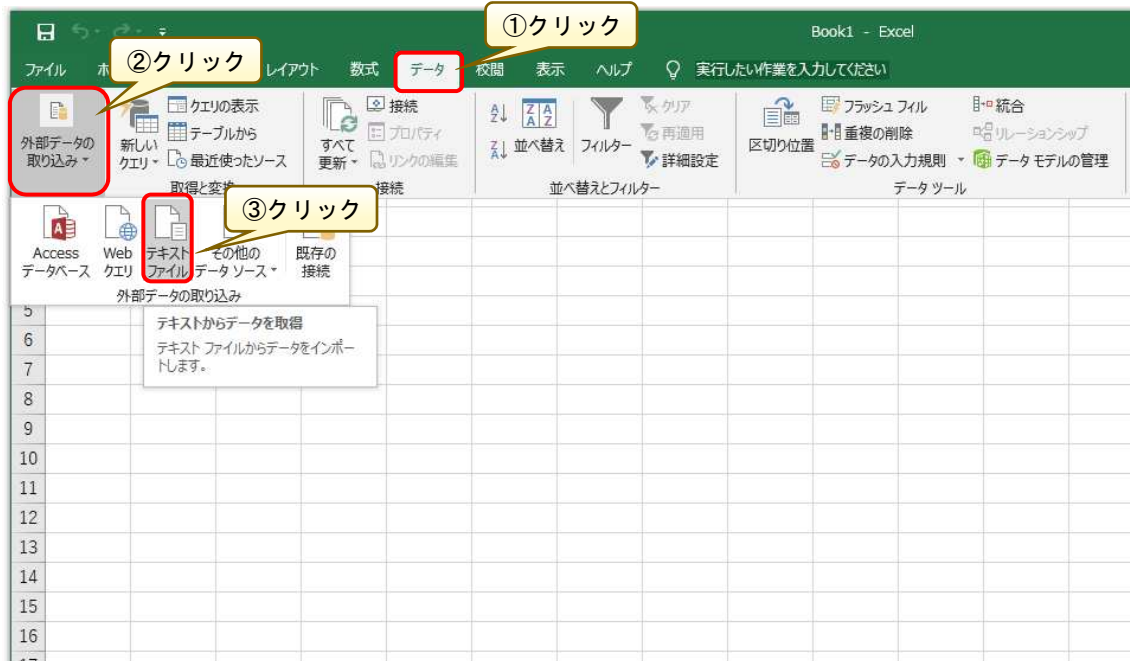 ①クリック
Book1 - Excel
②クリック
ファイル ホ レイアウト 数式 データ 校閲 表示 ヘルプ 実行したい作業を入力してください
外部データの
取り込み
新しい
クエリ
クエリの表示
テーブルから
最近使ったソース
取得と変換
すべて
更新
接続
プロパティ
リンクの編集
接続
並べ替え
フィルター
クリア
再適用
詳細設定
並べ替えとフィルター
区切り位置
フラッシュ フィル
重複の削除
データの入力規則
統合
リレーションシップ
データ モデルの管理
データ ツール
③クリック
Access
データベース
Web
クエリ
テキスト
ファイル
その他の
データ ソース
既存の
接続
外部データの取り込み
テキストからデータを取得
テキスト ファイルからデータをインポー
トします。
5
6
7
8
9
10
11
12
13
14
15
16